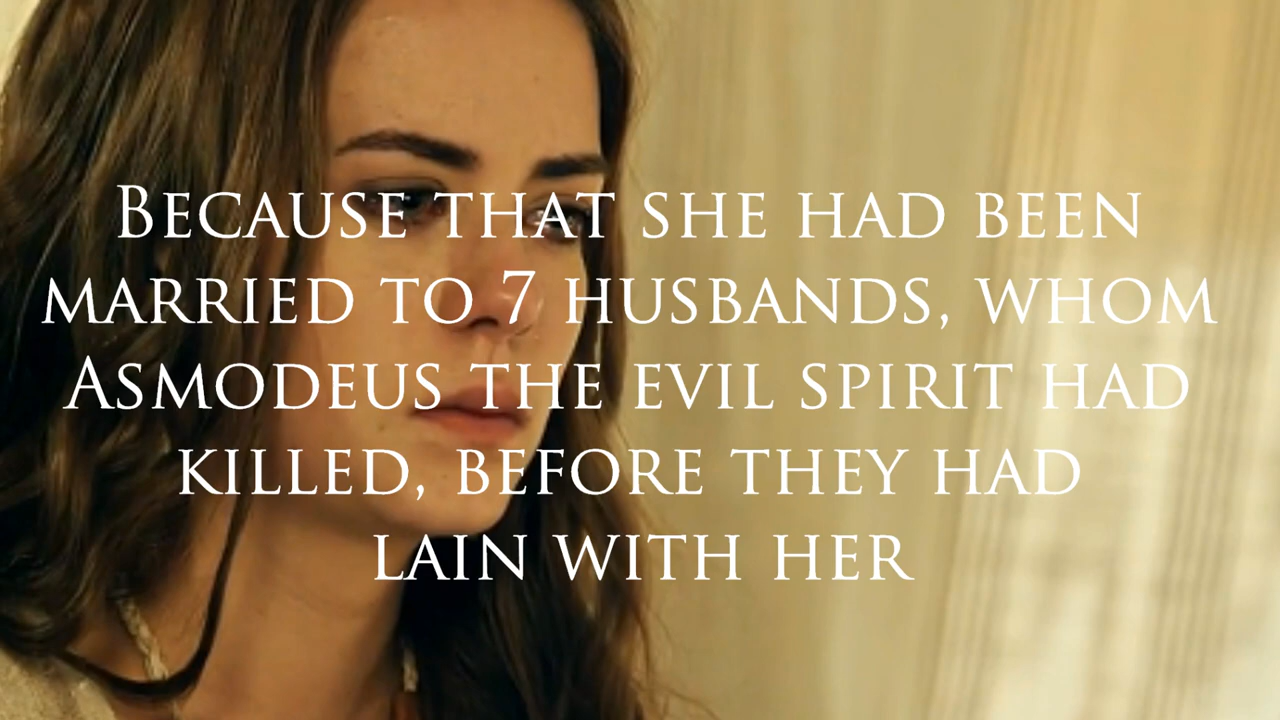 Because that she had been
married to 7 husbands, whom
Asmodeus the evil spirit had
killed, before they had
lain with her